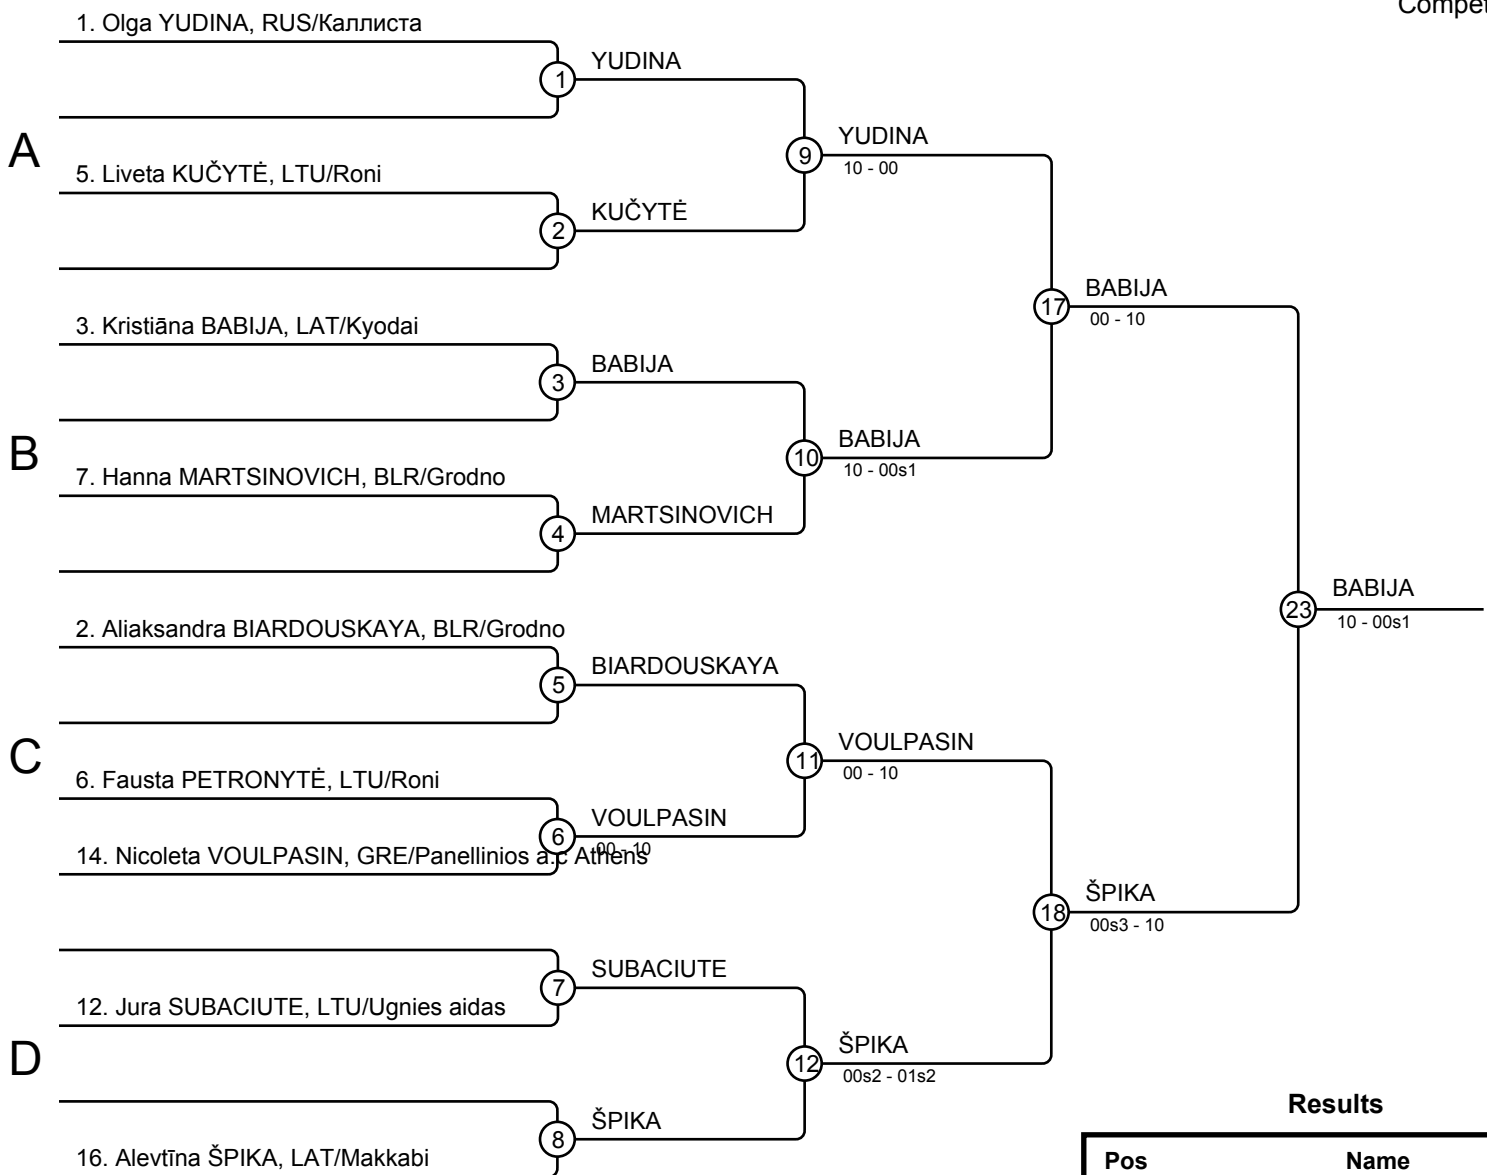 Compet
1. Olga YUDINA, RUS/Каллиста
YUDINA
1
A
YUDINA
9
10 - 00
5. Liveta KUČYTĖ, LTU/Roni
KUČYTĖ
2
BABIJA
17
00 - 10
3. Kristiāna BABIJA, LAT/Kyodai
BABIJA
3
B
BABIJA
10
10 - 00s1
7. Hanna MARTSINOVICH, BLR/Grodno
MARTSINOVICH
4
BABIJA
23
10 - 00s1
2. Aliaksandra BIARDOUSKAYA, BLR/Grodno
BIARDOUSKAYA
5
C
VOULPASIN
11
00 - 10
6. Fausta PETRONYTĖ, LTU/Roni
VOULPASIN
6
00 - 10
14. Nicoleta VOULPASIN, GRE/Panellinios a.c Athens
ŠPIKA
18
00s3 - 10
SUBACIUTE
7
12. Jura SUBACIUTE, LTU/Ugnies aidas
D
ŠPIKA
12
00s2 - 01s2
ŠPIKA
8
16. Alevtīna ŠPIKA, LAT/Makkabi
Results
Pos Name